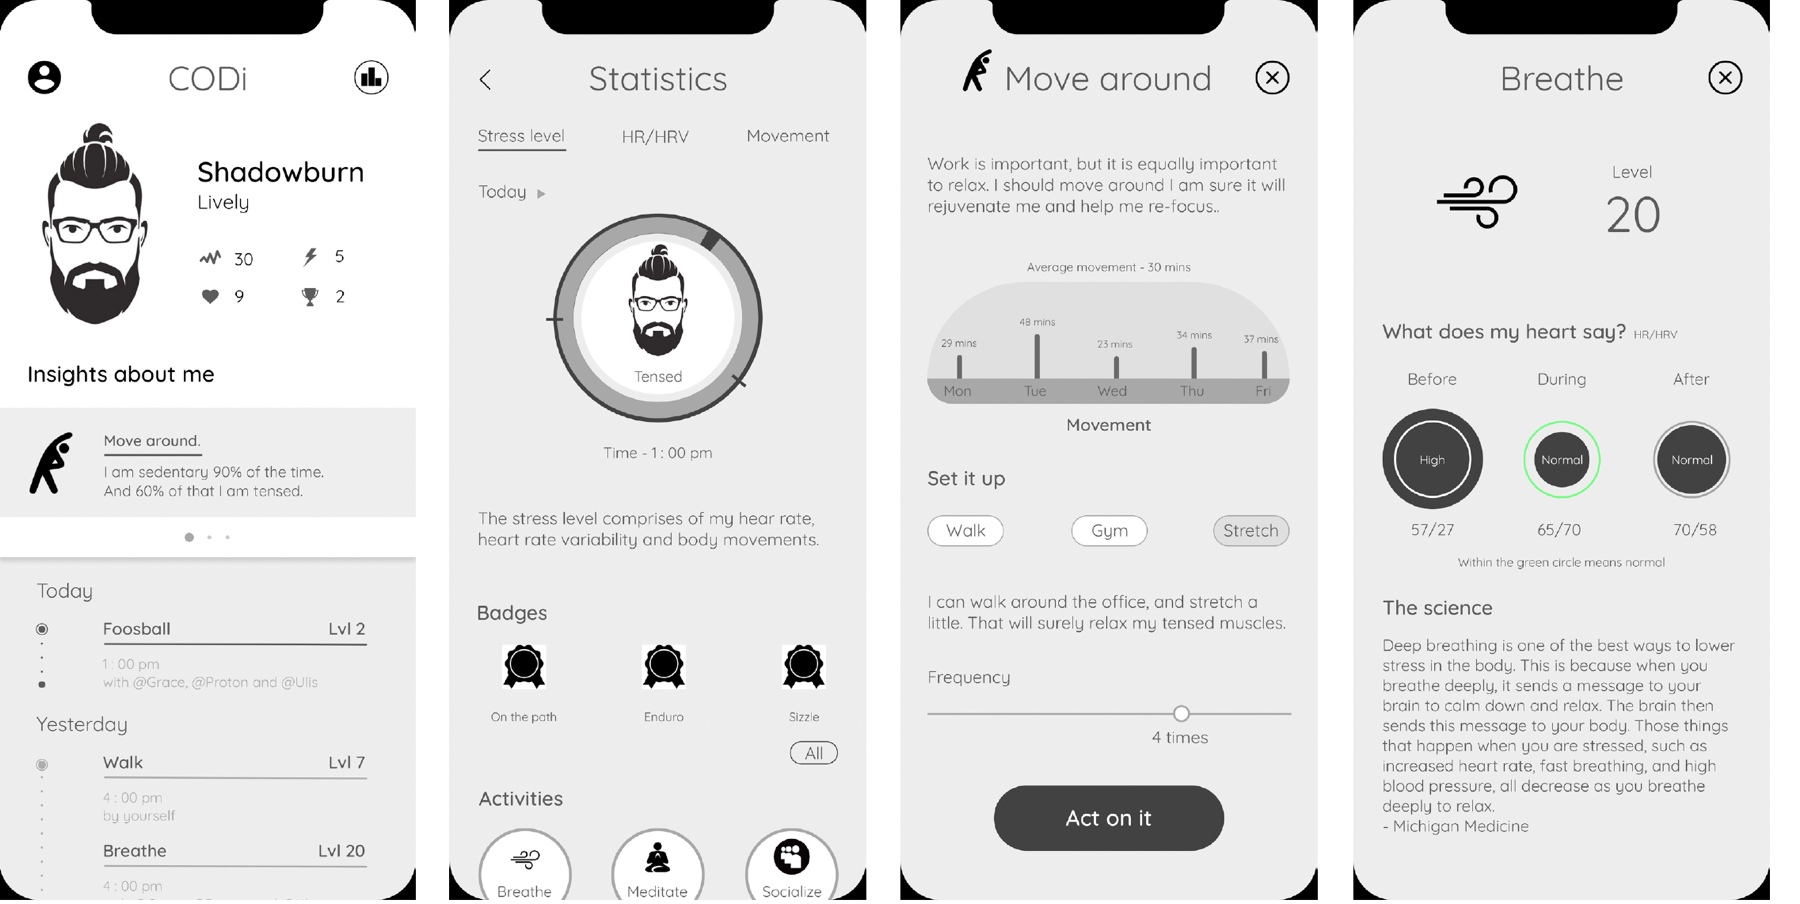 CODi
Shadowburn
Lively
30
5
9
2
Insights about me
Move around.
I am sedentary 90% of the time.
And 60% of that I am tensed.
Today
Foosball Lvl 2
1 : 00 pm
with @Grace, @Proton and @Ulis
Yesterday
Walk Lvl 7
4 : 00 pm
by yourself
Breathe Lvl 20
4 : 00 pm
Statistics
Stress level HR/HRV Movement
Today
Tensed
Time - 1 : 00 pm
The stress level comprises of my hear rate,
heart rate variability and body movements.
Badges
On the path Enduro Sizzle
All
Activities
Breathe Meditate Socialize
Move around
Work is important, but it is equally important
to relax. I should move around I am sure it will
rejuvenate me and help me re-focus..
Average movement - 30 mins
29 mins 48 mins 23 mins 34 mins 37 mins
Mon Tue Wed Thu Fri
Movement
Set it up
Walk Gym Stretch
I can walk around the office, and stretch a
little. That will surely relax my tensed muscles.
Frequency
4 times
Act on it
Breathe
Level
20
What does my heart say? HR/HRV
Before During After
High Normal Normal
57/27 65/70 70/58
Within the green circle means normal
The science
Deep breathing is one of the best ways to lower
stress in the body. This is because when you
breathe deeply, it sends a message to your
brain to calm down and relax. The brain then
sends this message to your body. Those things
that happen when you are stressed, such as
increased heart rate, fast breathing, and high
blood pressure, all decrease as you breathe
deeply to relax.
- Michigan Medicine